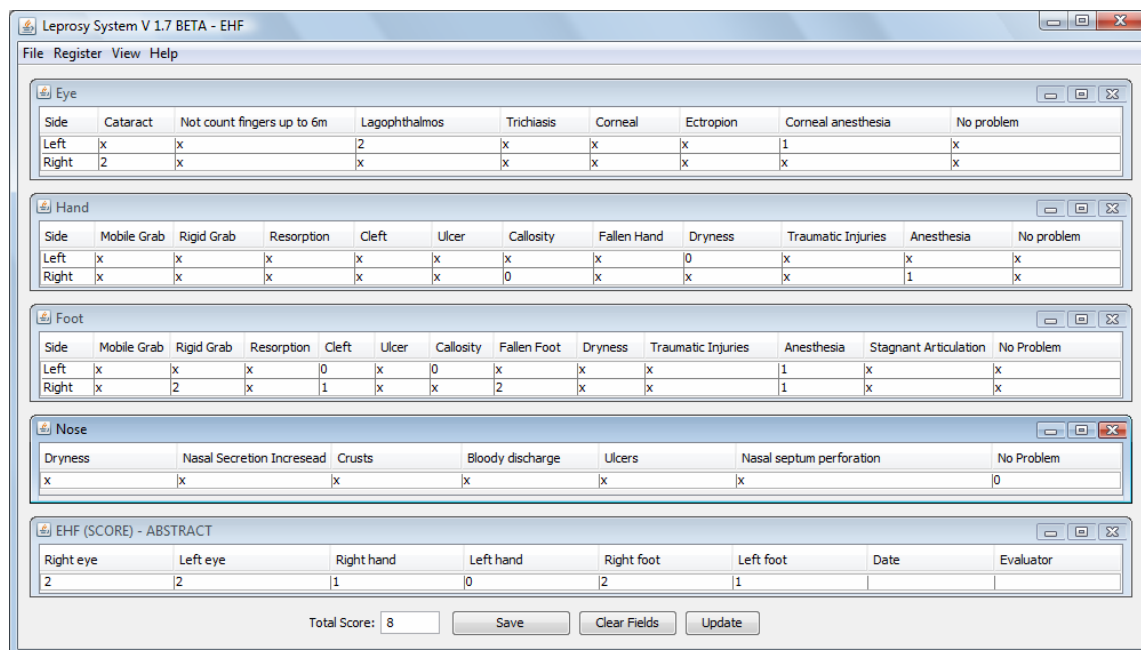 Leprosy System V 1.7 BETA - EHF
File Register View Help
Eye
Side Cataract Not count fingers up to 6m Lagophthalmos Trichiasis Corneal Ectropion Corneal anesthesia No problem
Left x x 2 x x x 1 x
Right 2 x x x x x x x
Hand
Side Mobile Grab Rigid Grab Resorption Cleft Ulcer Callosity Fallen Hand Dryness Traumatic Injuries Anesthesia No problem
Left x x x x x x x 0 x x x
Right x x x x x 0 x x x 1 x
Foot
Side Mobile Grab Rigid Grab Resorption Cleft Ulcer Callosity Fallen Foot Dryness Traumatic Injuries Anesthesia Stagnant Articulation No Problem
Left x x x 0 x 0 x x x 1 x x
Right x 2 x 1 x x 2 x x 1 x x
Nose
Dryness Nasal Secretion Incresead Crusts Bloody discharge Ulcers Nasal septum perforation No Problem
x x x x x x 0
EHF (SCORE) - ABSTRACT
Right eye Left eye Right hand Left hand Right foot Left foot Date Evaluator
2 2 1 0 2 1
Total Score: 8 Save Clear Fields Update